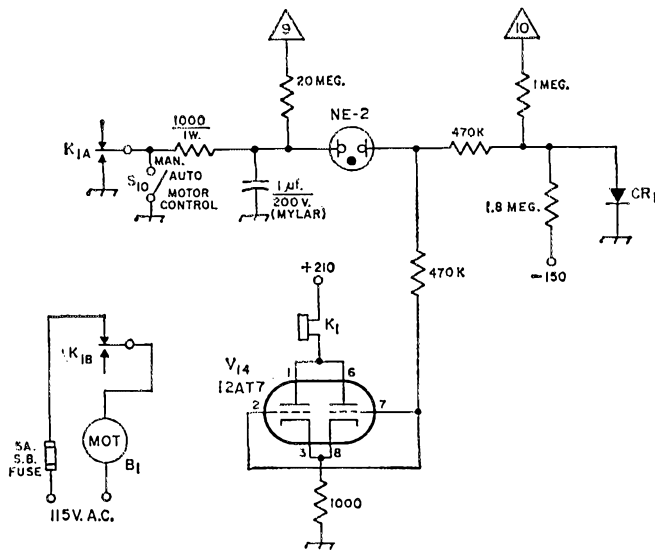 9
10
20 MEG.
1 MEG.
NE-2
1000
1W.
470K
K1A
MAN.
AUTO
S10
MOTOR
CONTROL
1 µf.
200 V.
(MYLAR)
1.8 MEG.
CR1
-150
470K
+210
K1
K1B
V14
12AT7
1
6
2
7
3
8
MOT
B1
5A.
S.B.
FUSE
1000
115V. A.C.